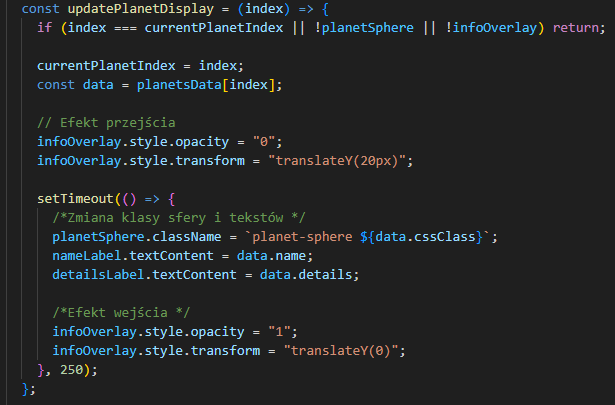 const updatePlanetDisplay = (index) => {
if (index === currentPlanetIndex || !planetSphere || !infoOverlay) return;
currentPlanetIndex = index;
const data = planetsData[index];
// Efekt przejścia
infoOverlay.style.opacity = "0";
infoOverlay.style.transform = "translateY(20px)";
setTimeout(() => {
/*Zmiana klasy sfery i tekstów */
planetSphere.className = `planet-sphere ${data.cssClass}`;
nameLabel.textContent = data.name;
detailsLabel.textContent = data.details;
/*Efekt wejścia */
infoOverlay.style.opacity = "1";
infoOverlay.style.transform = "translateY(0)";
}, 250);
};